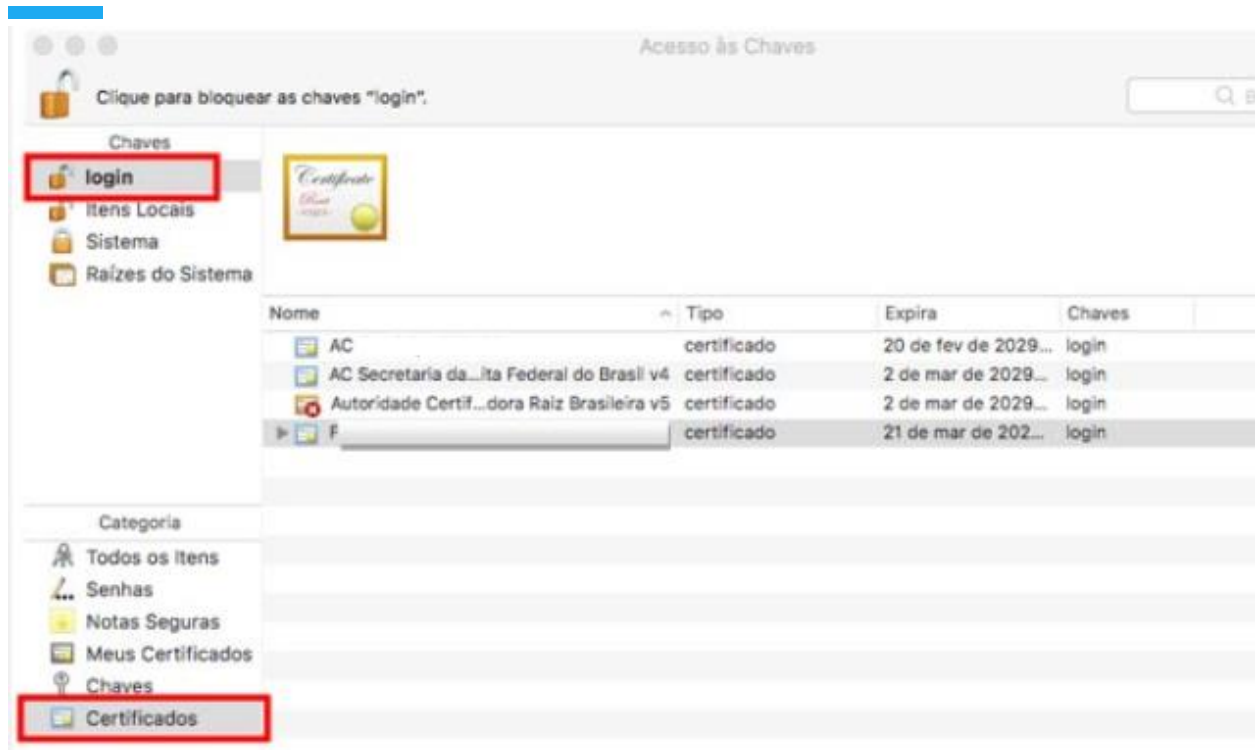 Acesso às Chaves
Clique para bloquear as chaves "login".
Chaves
login
Itens Locais
Sistema
Raízes do Sistema
Certificate
Root
Nome Tipo Expira Chaves
AC certificado 20 de fev de 2029... login
AC Secretaria da...ita Federal do Brasil v4 certificado 2 de mar de 2029... login
Autoridade Certif...dora Raiz Brasileira v5 certificado 2 de mar de 2029... login
F certificado 21 de mar de 202... login
Categoria
Todos os Itens
Senhas
Notas Seguras
Meus Certificados
Chaves
Certificados